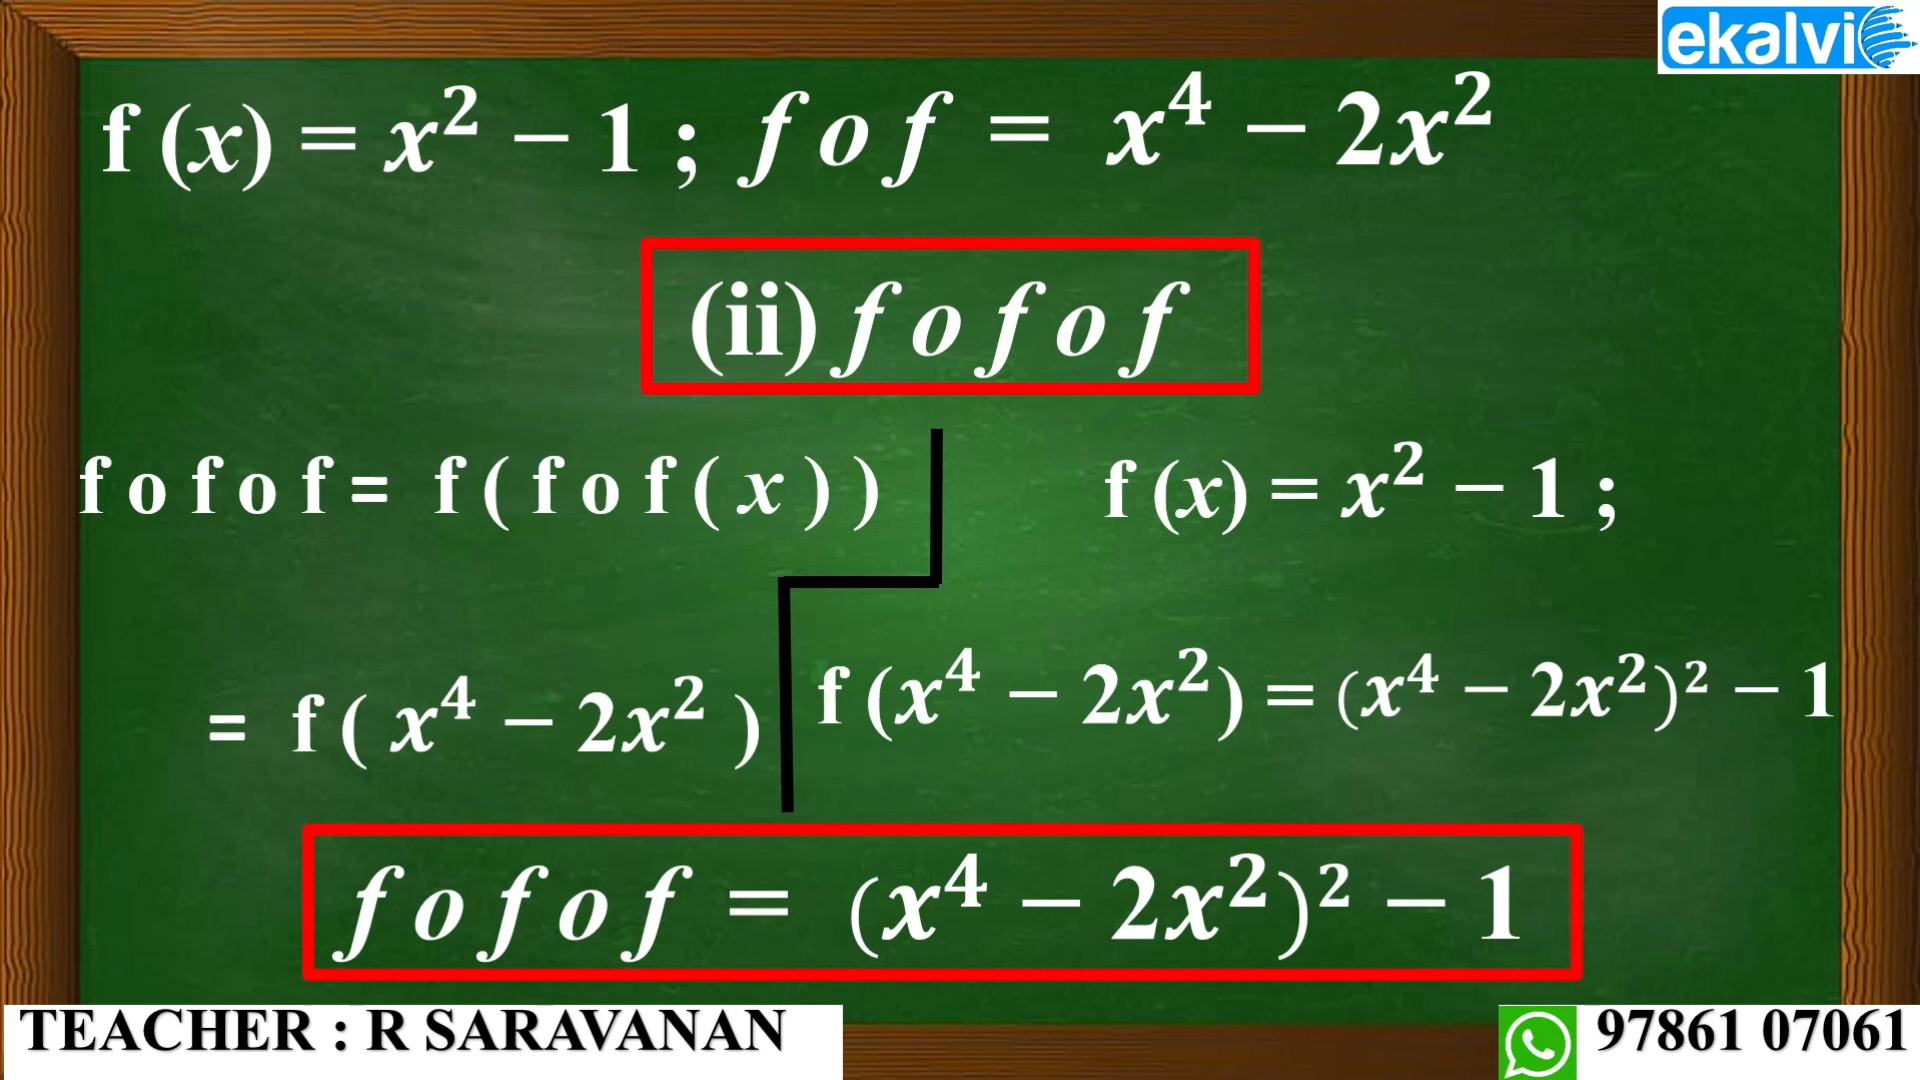 ekalvi
f (x) = x² − 1 ; f o f = x⁴ − 2x²
(ii) f o f o f
f o f o f = f ( f o f ( x ) )
f (x) = x² − 1 ;
= f ( x⁴ − 2x² )
f (x⁴ − 2x²) = (x⁴ − 2x²)² − 1
f o f o f = (x⁴ − 2x²)² − 1
TEACHER : R SARAVANAN
97861 07061